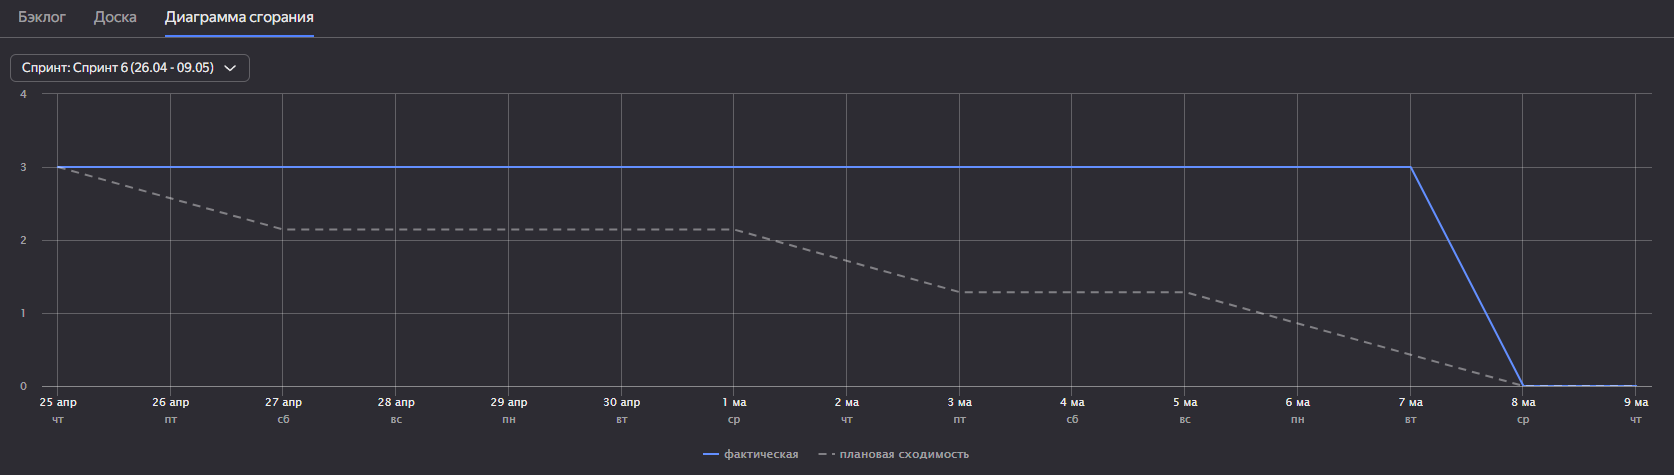 Бэклог Доска Диаграмма сгорания
Спринт: Спринт 6 (26.04 - 09.05)
4
3
2
1
0
25 апр 26 апр 27 апр 28 апр 29 апр 30 апр 1 ма 2 ма 3 ма 4 ма 5 ма 6 ма 7 ма 8 ма 9 ма
чт пт сб вс пн вт ср чт пт сб вс пн вт ср чт
фактическая плановая сходимость